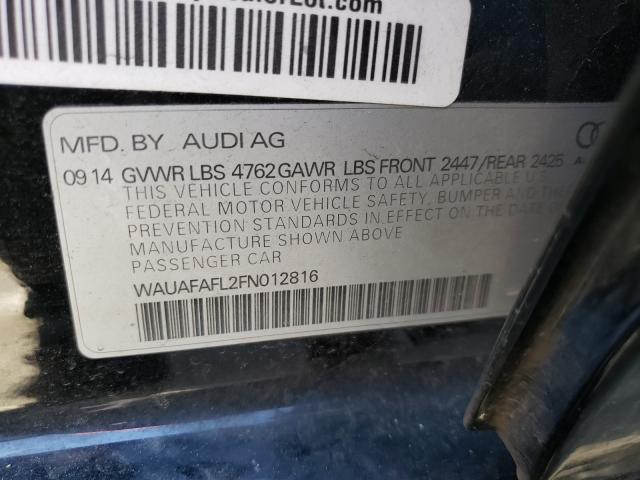 MFD. BY AUDI AG
09 14 GVWR LBS 4762 GAWR LBS FRONT 2447/REAR 2425
THIS VEHICLE CONFORMS TO ALL APPLICABLE U.S.
FEDERAL MOTOR VEHICLE SAFETY, BUMPER AND THEFT
PREVENTION STANDARDS IN EFFECT ON THE DATE OF
MANUFACTURE SHOWN ABOVE
PASSENGER CAR
WAUAFAFL2FN012816